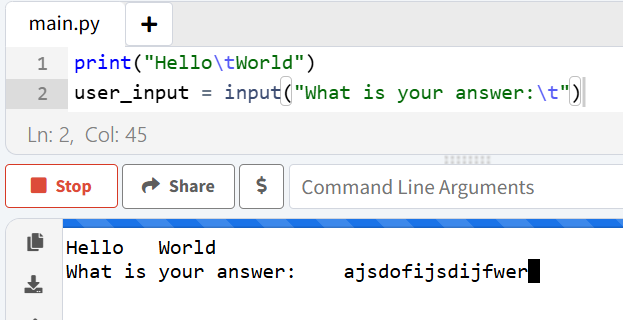 main.py +
1 print("Hello\tWorld")
2 user_input = input("What is your answer:\t")
Ln: 2, Col: 45
Stop Share $ Command Line Arguments
Hello	World
What is your answer:	ajsdofijsdijfwer